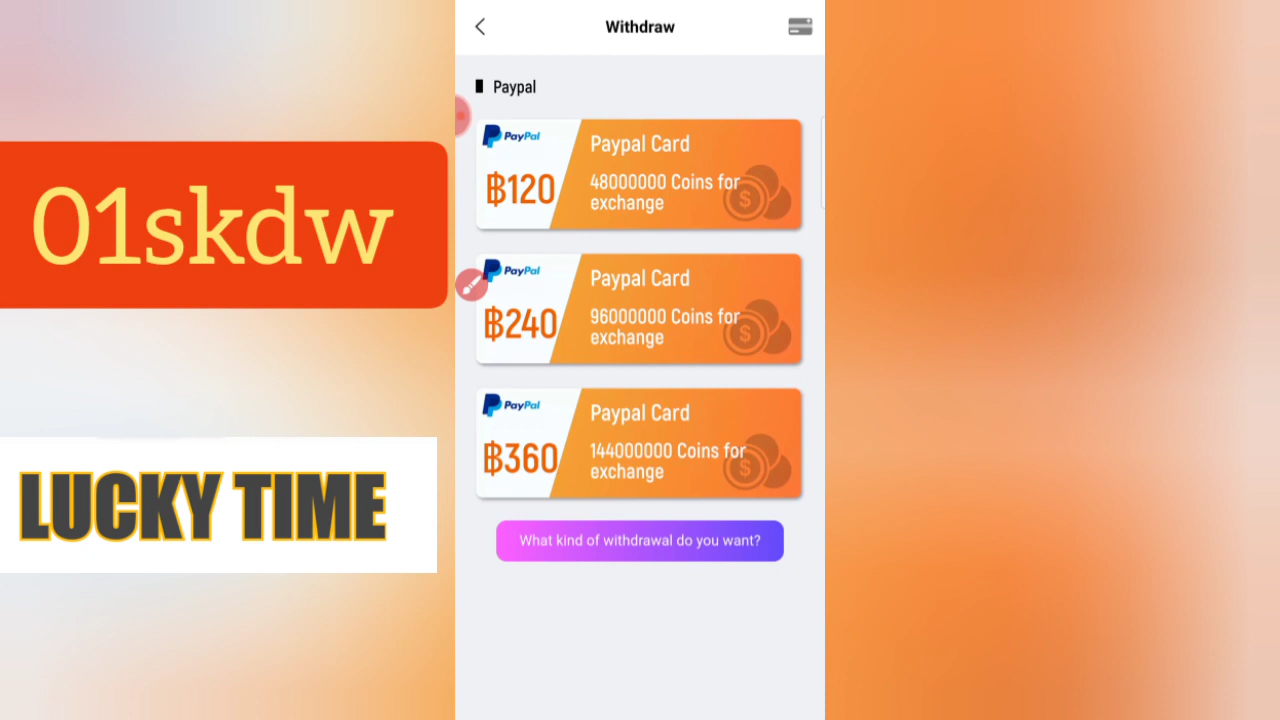 Withdraw
Paypal
01skdw
PayPal
฿120
Paypal Card
48000000 Coins for
exchange
PayPal
฿240
Paypal Card
96000000 Coins for
exchange
PayPal
฿360
Paypal Card
144000000 Coins for
exchange
LUCKY TIME
What kind of withdrawal do you want?